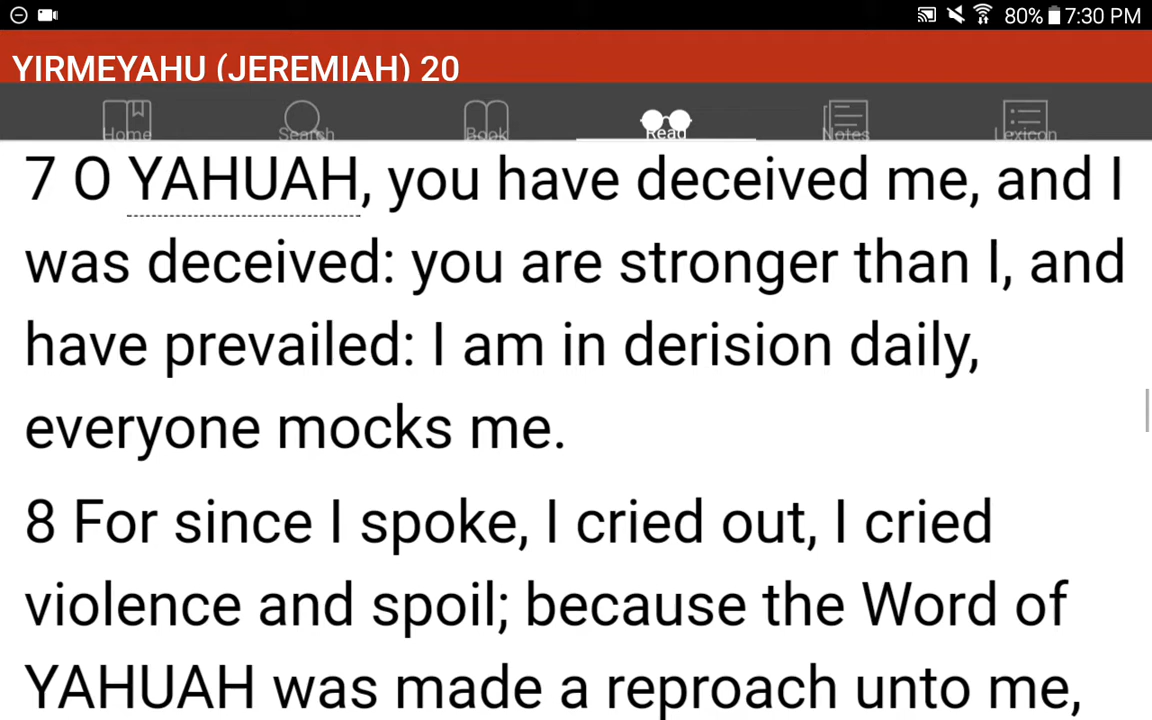 80% 7:30 PM
YIRMEYAHU (JEREMIAH) 20
Home Search Book Read Notes Lexicon
7 O YAHUAH, you have deceived me, and I
was deceived: you are stronger than I, and
have prevailed: I am in derision daily,
everyone mocks me.
8 For since I spoke, I cried out, I cried
violence and spoil; because the Word of
YAHUAH was made a reproach unto me,